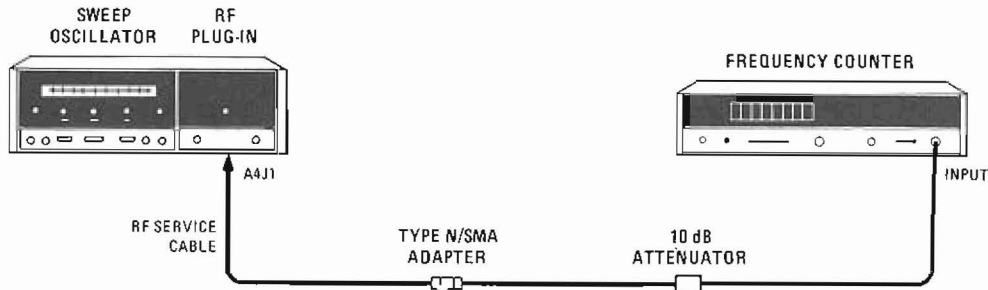 SWEEP
OSCILLATOR
RF
PLUG-IN
FREQUENCY COUNTER
A4J1
INPUT
RF SERVICE
CABLE
TYPE N/SMA
ADAPTER
10 dB
ATTENUATOR